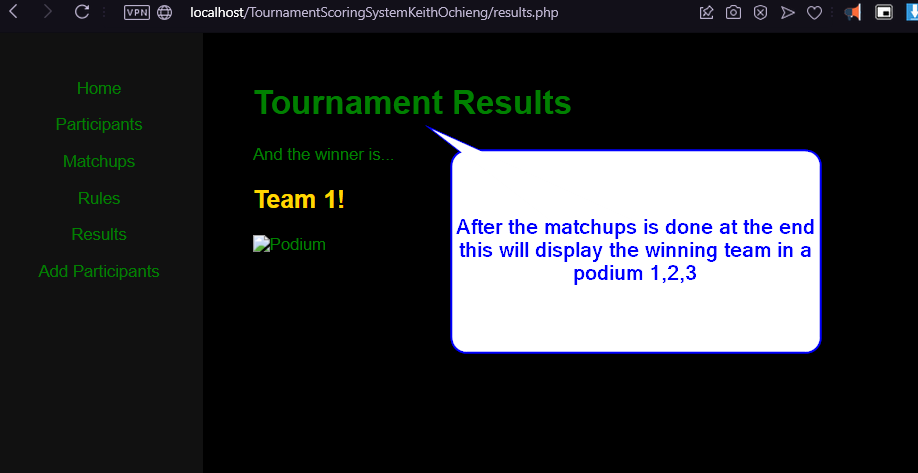 VPN
localhost/TournamentScoringSystemKeithOchieng/results.php
Home
Participants
Matchups
Rules
Results
Add Participants
Tournament Results
And the winner is...
Team 1!
Podium
After the matchups is done at the end
this will display the winning team in a
podium 1,2,3